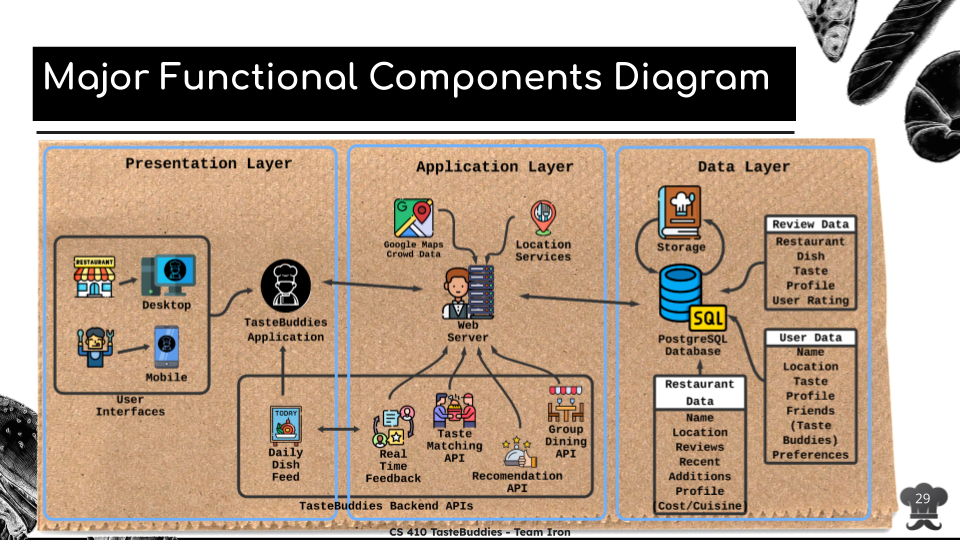 Major Functional Components Diagram
Presentation Layer
RESTAURANT
Desktop
Mobile
User
Interfaces
TasteBuddies
Application
TODAY
Daily
Dish
Feed
Application Layer
Google Maps
Crowd Data
Location
Services
Web
Server
Real
Time
Feedback
Taste
Matching
API
Recomendation
API
Group
Dining
API
TasteBuddies Backend APIs
Data Layer
Storage
SQL
PostgreSQL
Database
Restaurant
Data
Name
Location
Reviews
Recent
Additions
Profile
(Cost/Cuisine)
Review Data
Restaurant
Dish
Taste
Profile
User Rating
User Data
Name
Location
Taste
Profile
Friends
(Taste
Buddies)
Preferences
29
CS 410 TasteBuddies - Team Iron